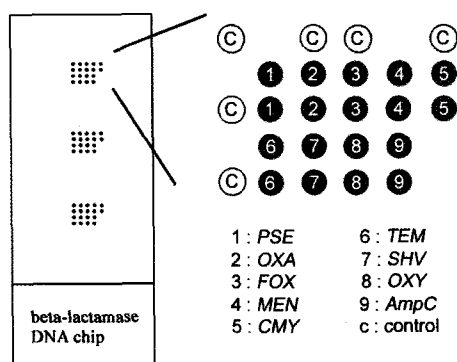 C C C C
1 2 3 4 5
C 1 2 3 4 5
6 7 8 9
C 6 7 8 9
1 : PSE 6 : TEM
2 : OXA 7 : SHV
3 : FOX 8 : OXY
4 : MEN 9 : AmpC
5 : CMY c : control
beta-lactamase
DNA chip